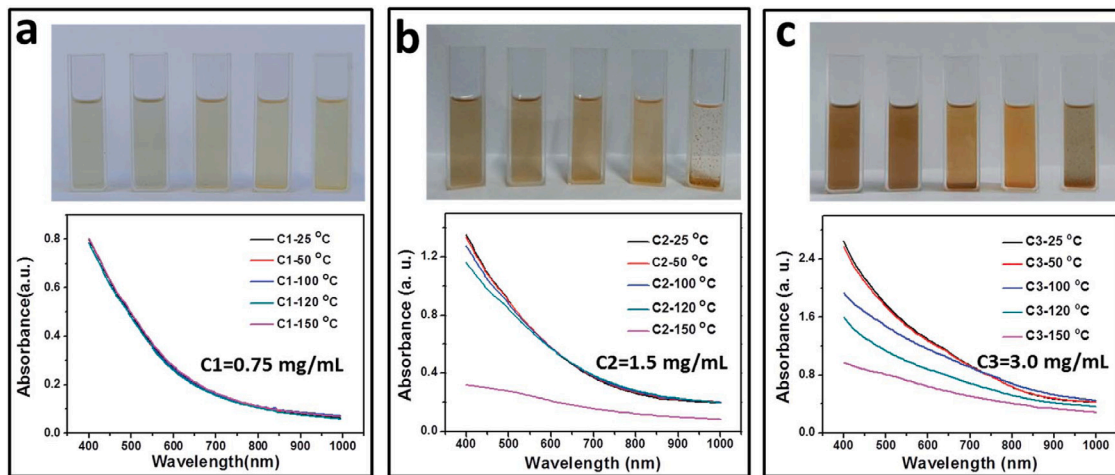 a
0.8
0.6
0.4
0.2
0.0
Absorbance(a.u.)
C1-25 °C
C1-50 °C
C1-100 °C
C1-120 °C
C1-150 °C
C1=0.75 mg/mL
400 500 600 700 800 900 1000
Wavelength(nm)
b
1.2
0.8
0.4
0.0
Absorbance (a. u.)
C2-25 °C
C2-50 °C
C2-100 °C
C2-120 °C
C2-150 °C
C2=1.5 mg/mL
400 500 600 700 800 900 1000
Wavelength (nm)
c
2.4
1.6
0.8
0.0
Absorbance (a. u.)
C3-25 °C
C3-50 °C
C3-100 °C
C3-120 °C
C3-150 °C
C3=3.0 mg/mL
400 500 600 700 800 900 1000
Wavelength (nm)